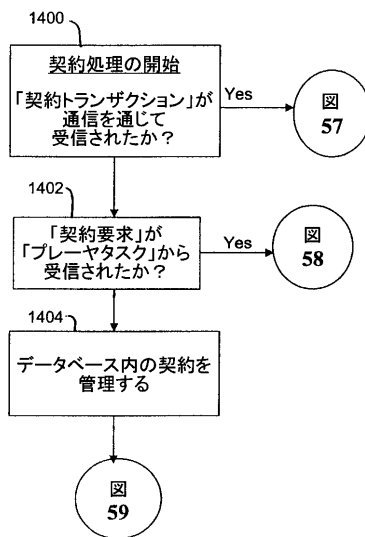 1400
契約処理の開始
「契約トランザクション」が
通信を通じて
受信されたか？
Yes
図
57
1402
「契約要求」が
「プレーヤタスク」から
受信されたか？
Yes
図
58
1404
データベース内の契約を
管理する
図
59